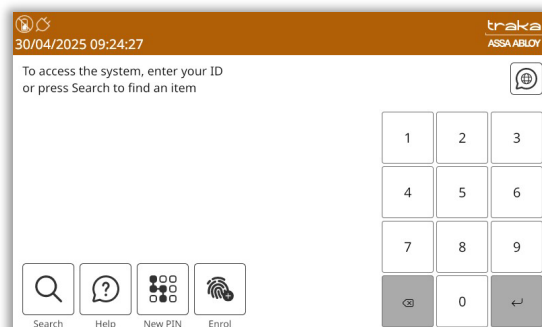 traka
30/04/2025 09:24:27
ASSA ABLOY
To access the system, enter your ID
or press Search to find an item
1 2 3
4 5 6
7 8 9
0
Search Help New PIN Enrol